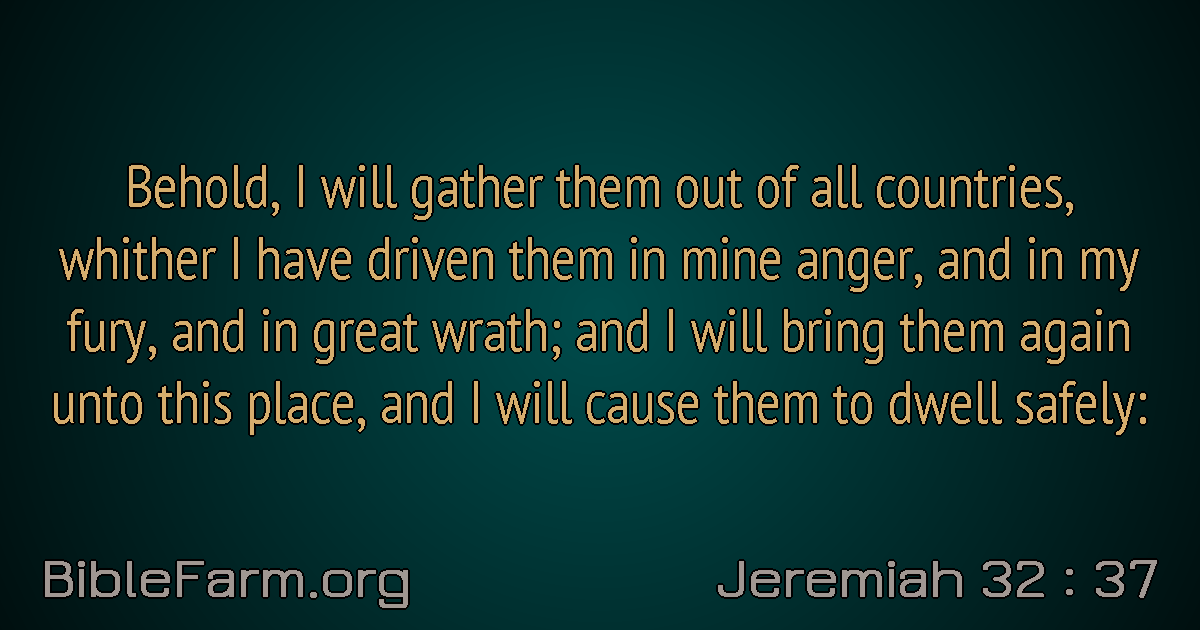 Behold, I will gather them out of all countries,
whither I have driven them in mine anger, and in my
fury, and in great wrath; and I will bring them again
unto this place, and I will cause them to dwell safely:
BibleFarm.org
Jeremiah 32 : 37